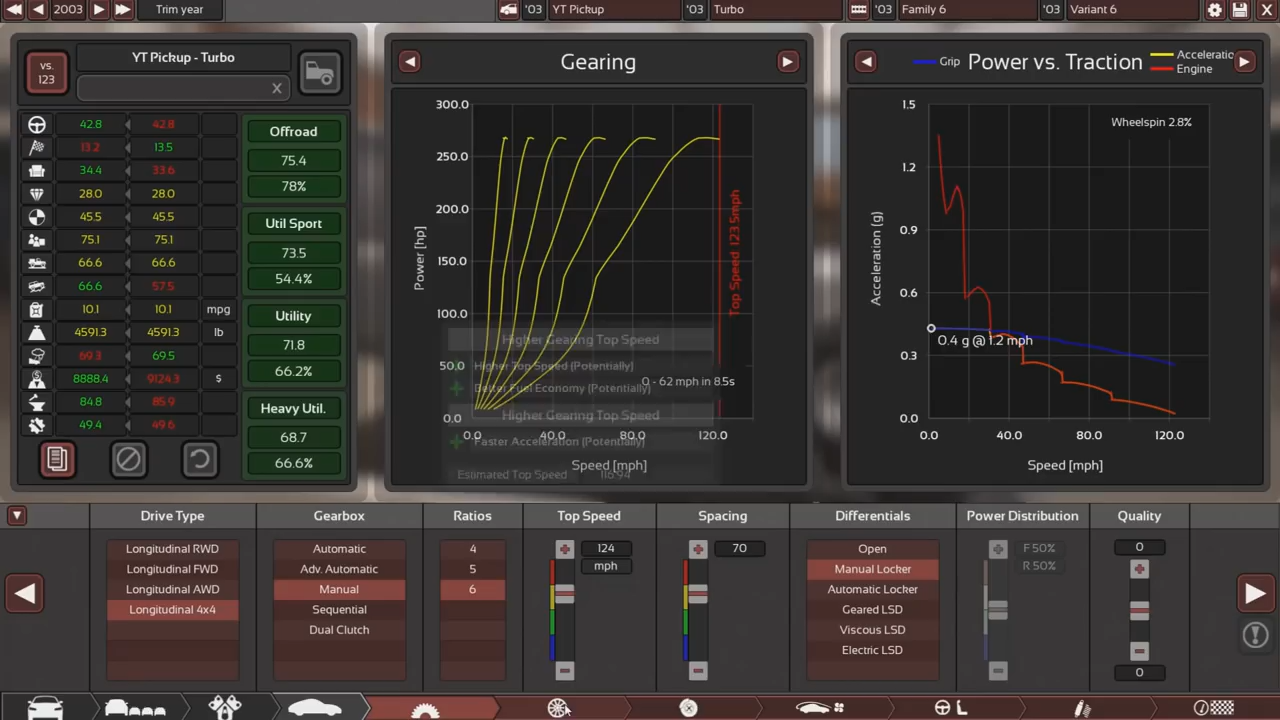 2003 Trim year '03 YT Pickup '03 Turbo '03 Family 6 '03 Variant 6
vs. 123
YT Pickup - Turbo
X
42.8 42.8
13.2 13.5
34.4 33.6
28.0 28.0
45.5 45.5
75.1 75.1
66.6 66.6
66.6 57.5
10.1 10.1 mpg
4591.3 4591.3 lb
69.3 69.5
8888.4 9124.3 $
84.8 85.9
49.4 49.6
Offroad
75.4
78%
Util Sport
73.5
54.4%
Utility
71.8
66.2%
Heavy Util.
68.7
66.6%
Gearing
300.0
250.0
200.0
150.0
100.0
50.0
0.0
Power [hp]
Top Speed 123.5mph
Higher Gearing Top Speed
Higher Top Speed (Potentially)
0 - 62 mph in 8.5s
Better Fuel Economy (Potentially)
Higher Gearing Top Speed
Faster Acceleration (Potentially)
Estimated Top Speed 116.94
0.0 40.0 80.0 120.0
Speed [mph]
Grip Power vs. Traction Acceleratio
Engine
1.5
1.2
0.9
0.6
0.3
0.0
Acceleration (g)
Wheelspin 2.8%
0.4 g @ 1.2 mph
0.0 40.0 80.0 120.0
Speed [mph]
Drive Type
Longitudinal RWD
Longitudinal FWD
Longitudinal AWD
Longitudinal 4x4
Gearbox
Automatic
Adv. Automatic
Manual
Sequential
Dual Clutch
Ratios
4
5
6
Top Speed
124
mph
Spacing
70
Differentials
Open
Manual Locker
Automatic Locker
Geared LSD
Viscous LSD
Electric LSD
Power Distribution
F 50%
R 50%
Quality
0
0